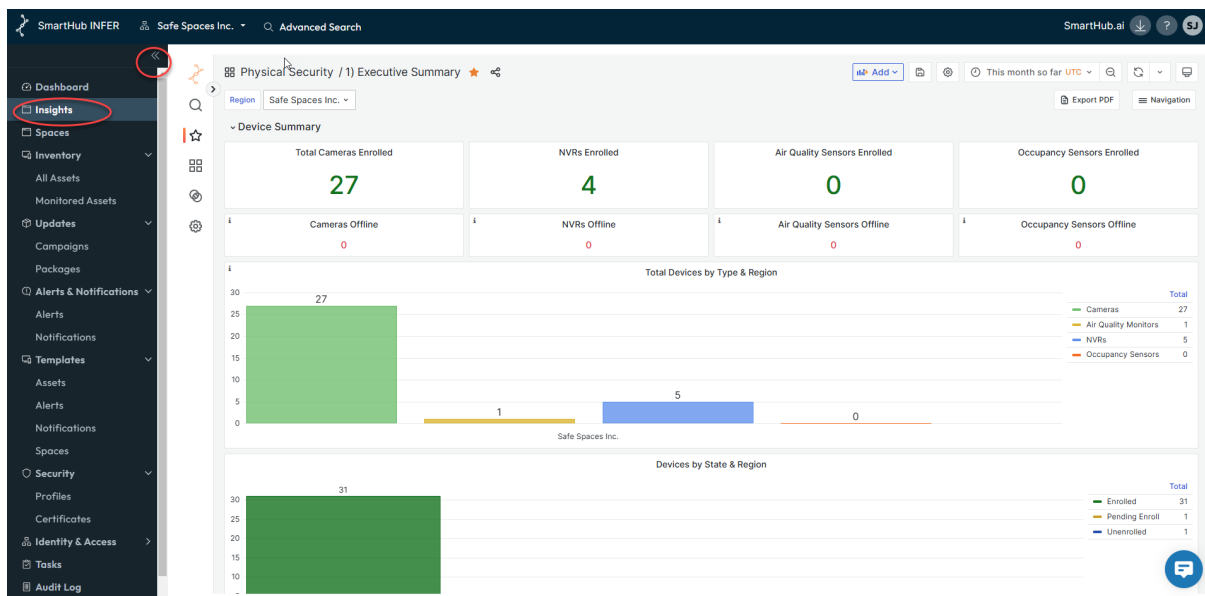 SmartHub INFER
Safe Spaces Inc.
Advanced Search
SmartHub.ai
?
SJ
Dashboard
Insights
Spaces
Inventory
All Assets
Monitored Assets
Updates
Campaigns
Packages
Alerts & Notifications
Alerts
Notifications
Templates
Assets
Alerts
Notifications
Spaces
Security
Profiles
Certificates
Identity & Access
Tasks
Audit Log
Physical Security / 1) Executive Summary
Add
This month so far UTC
Region Safe Spaces Inc.
Export PDF
Navigation
Device Summary
Total Cameras Enrolled
27
NVRs Enrolled
4
Air Quality Sensors Enrolled
0
Occupancy Sensors Enrolled
0
Cameras Offline
0
NVRs Offline
0
Air Quality Sensors Offline
0
Occupancy Sensors Offline
0
Total Devices by Type & Region
30
25
20
15
10
5
0
27
1
5
0
Safe Spaces Inc.
Total
Cameras 27
Air Quality Monitors 1
NVRs 5
Occupancy Sensors 0
Devices by State & Region
30
25
20
15
10
31
Total
Enrolled 31
Pending Enroll 1
Unenrolled 1